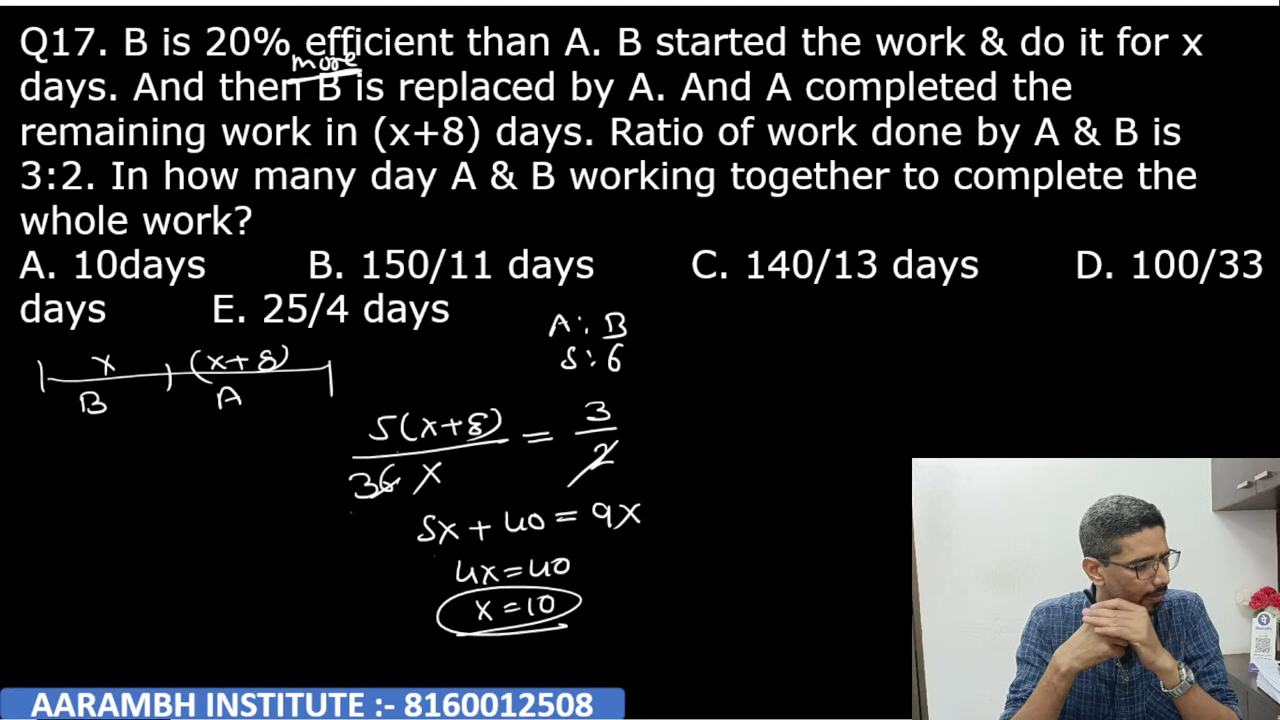 Q17. B is 20% efficient than A. B started the work & do it for x
more
days. And then B is replaced by A. And A completed the
remaining work in (x+8) days. Ratio of work done by A & B is
3:2. In how many day A & B working together to complete the
whole work?
A. 10days B. 150/11 days C. 140/13 days D. 100/33
days E. 25/4 days
A : B
5 : 6
x (x+8)
B A
5(x+8) = 3
36 x 2
5x + 40 = 9x
4x = 40
x = 10
AARAMBH INSTITUTE :- 8160012508